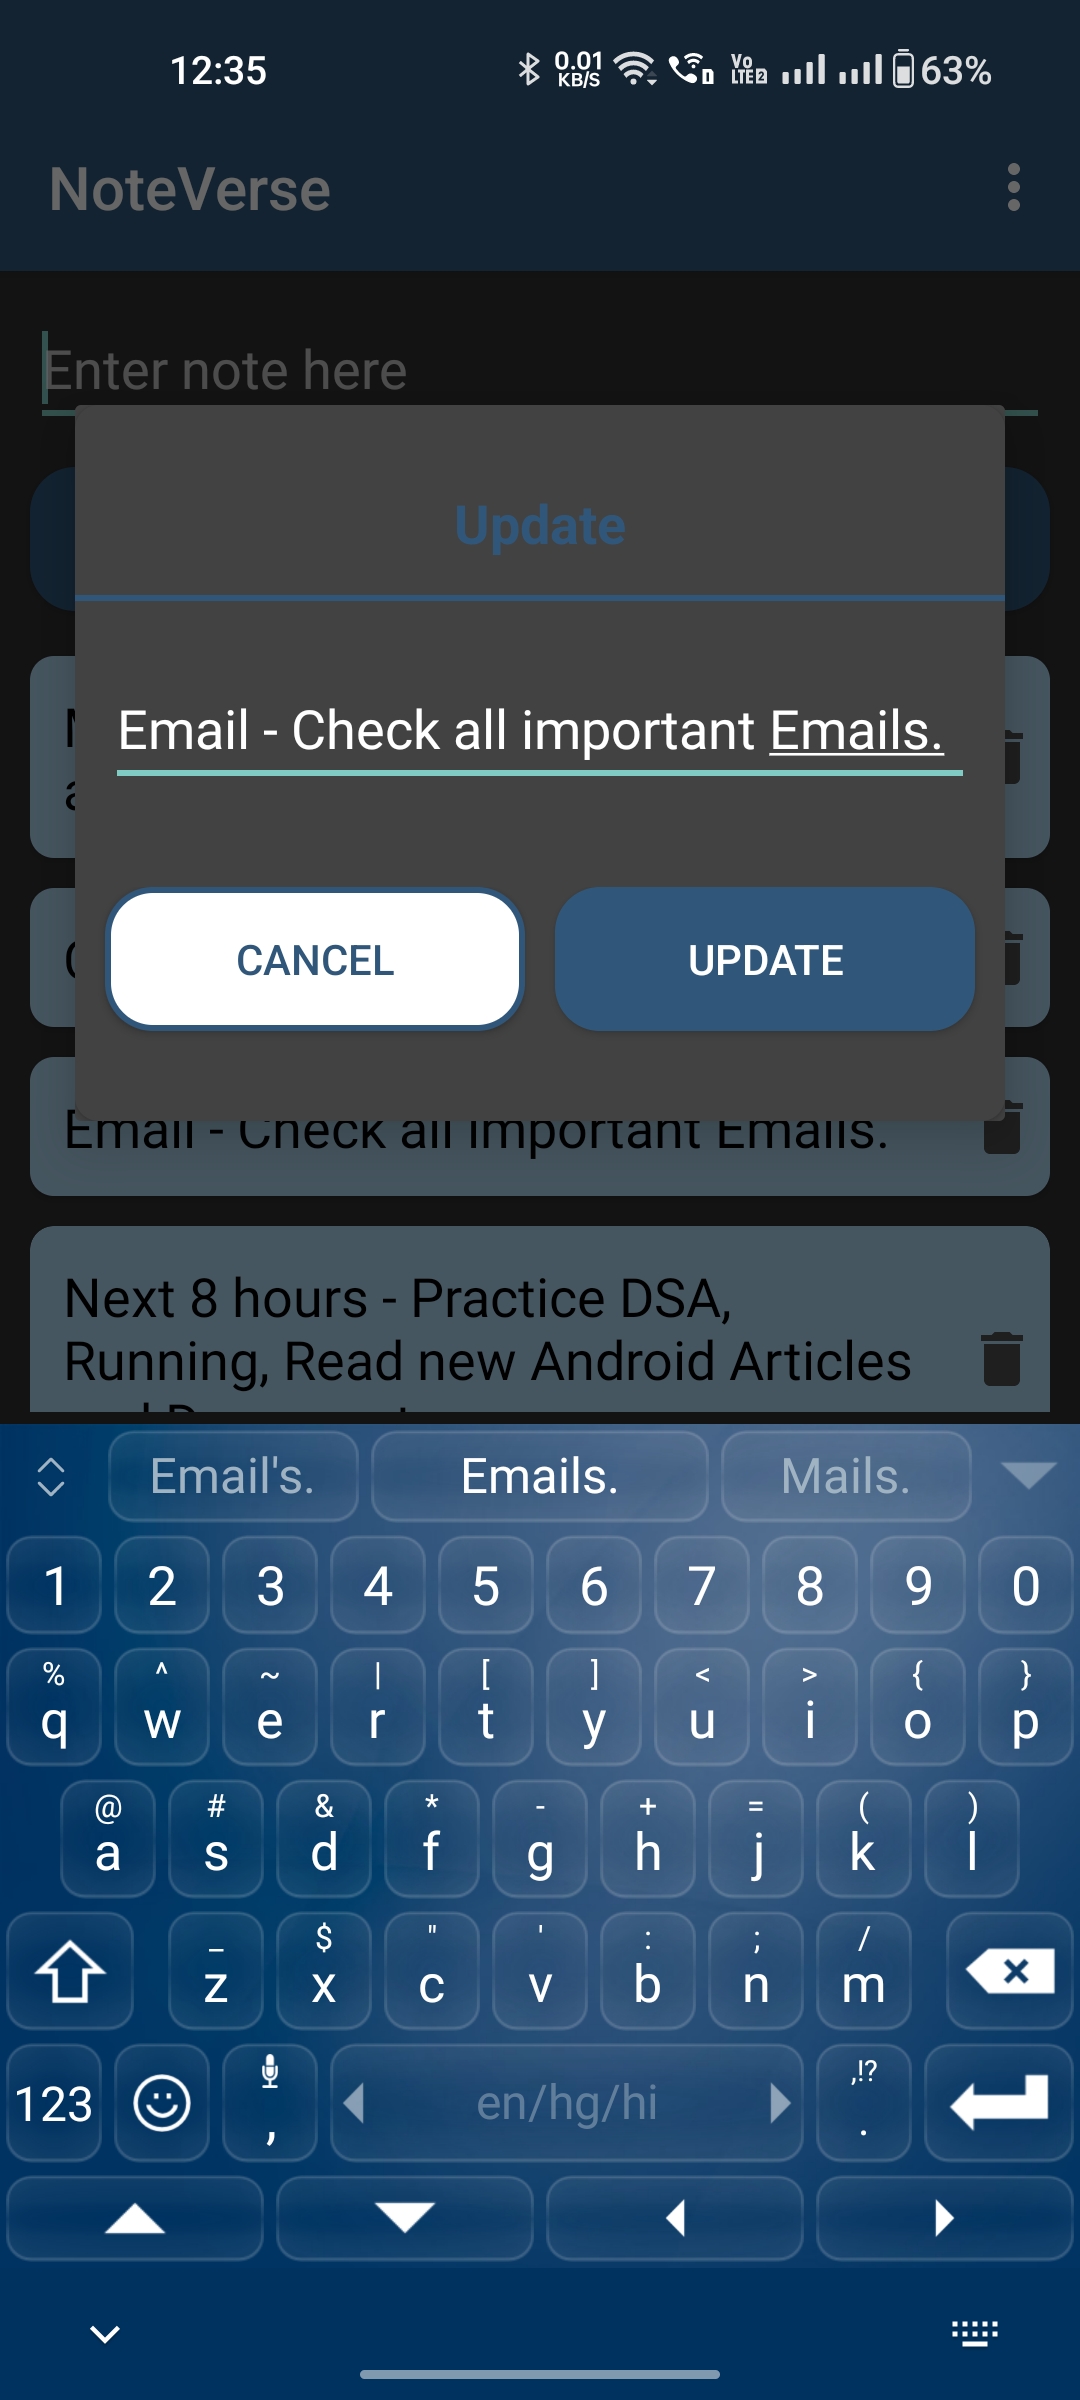 12:35 0.01 KB/S Vo LTE 2 63%
NoteVerse
Enter note here
Update
Email - Check all important Emails.
CANCEL UPDATE
Email - Check all important Emails.
Next 8 hours - Practice DSA,
Running, Read new Android Articles
Email's. Emails. Mails.
1 2 3 4 5 6 7 8 9 0
% ^ ~ | [ ] < > { }
q w e r t y u i o p
@ # & * - + = ( )
a s d f g h j k l
_ $ " ' : ; /
z x c v b n m
123 , en/hg/hi ,!? .